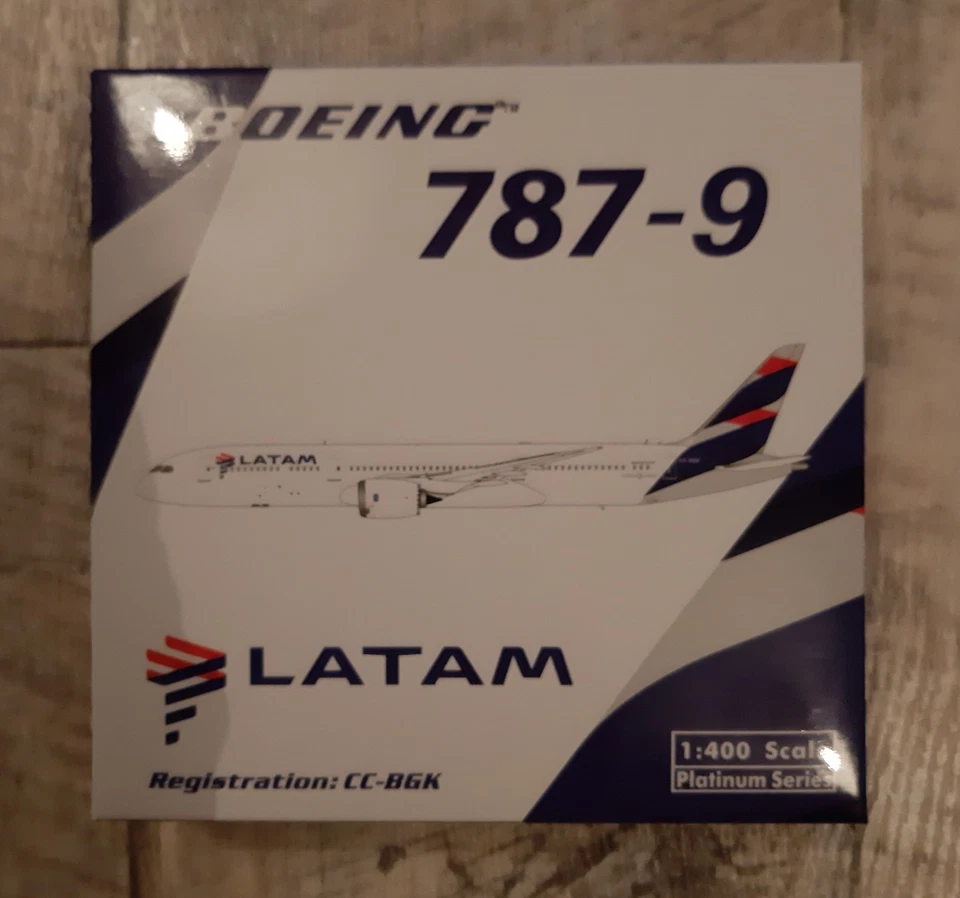 BOEING
787-9
LATAM
LATAM
Registration: CC-BGK
1:400 Scale
Platinum Series